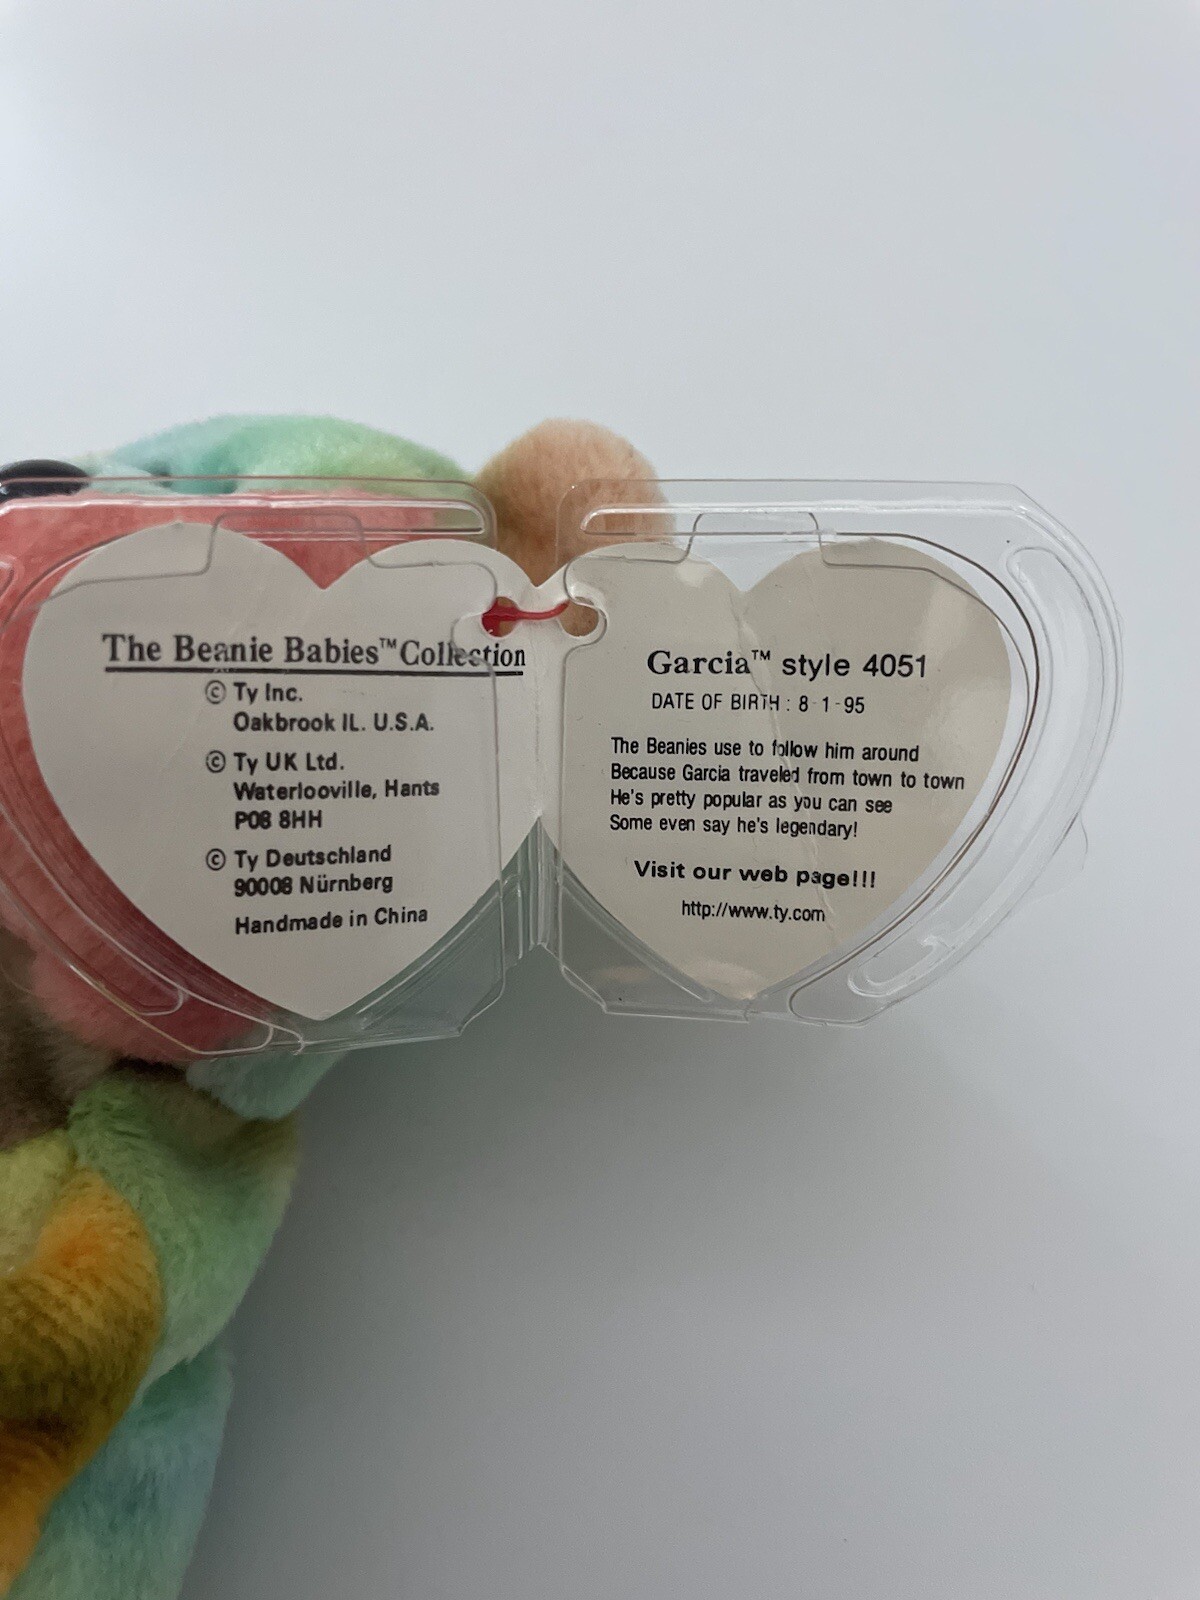 The Beanie Babies™ Collection
© Ty Inc.
Oakbrook IL. U.S.A.
© Ty UK Ltd.
Waterlooville, Hants
P08 8HH
© Ty Deutschland
90008 Nürnberg
Handmade in China
Garcia™ style 4051
DATE OF BIRTH : 8-1-95
The Beanies use to follow him around
Because Garcia traveled from town to town
He's pretty popular as you can see
Some even say he's legendary!
Visit our web page!!!
http://www.ty.com